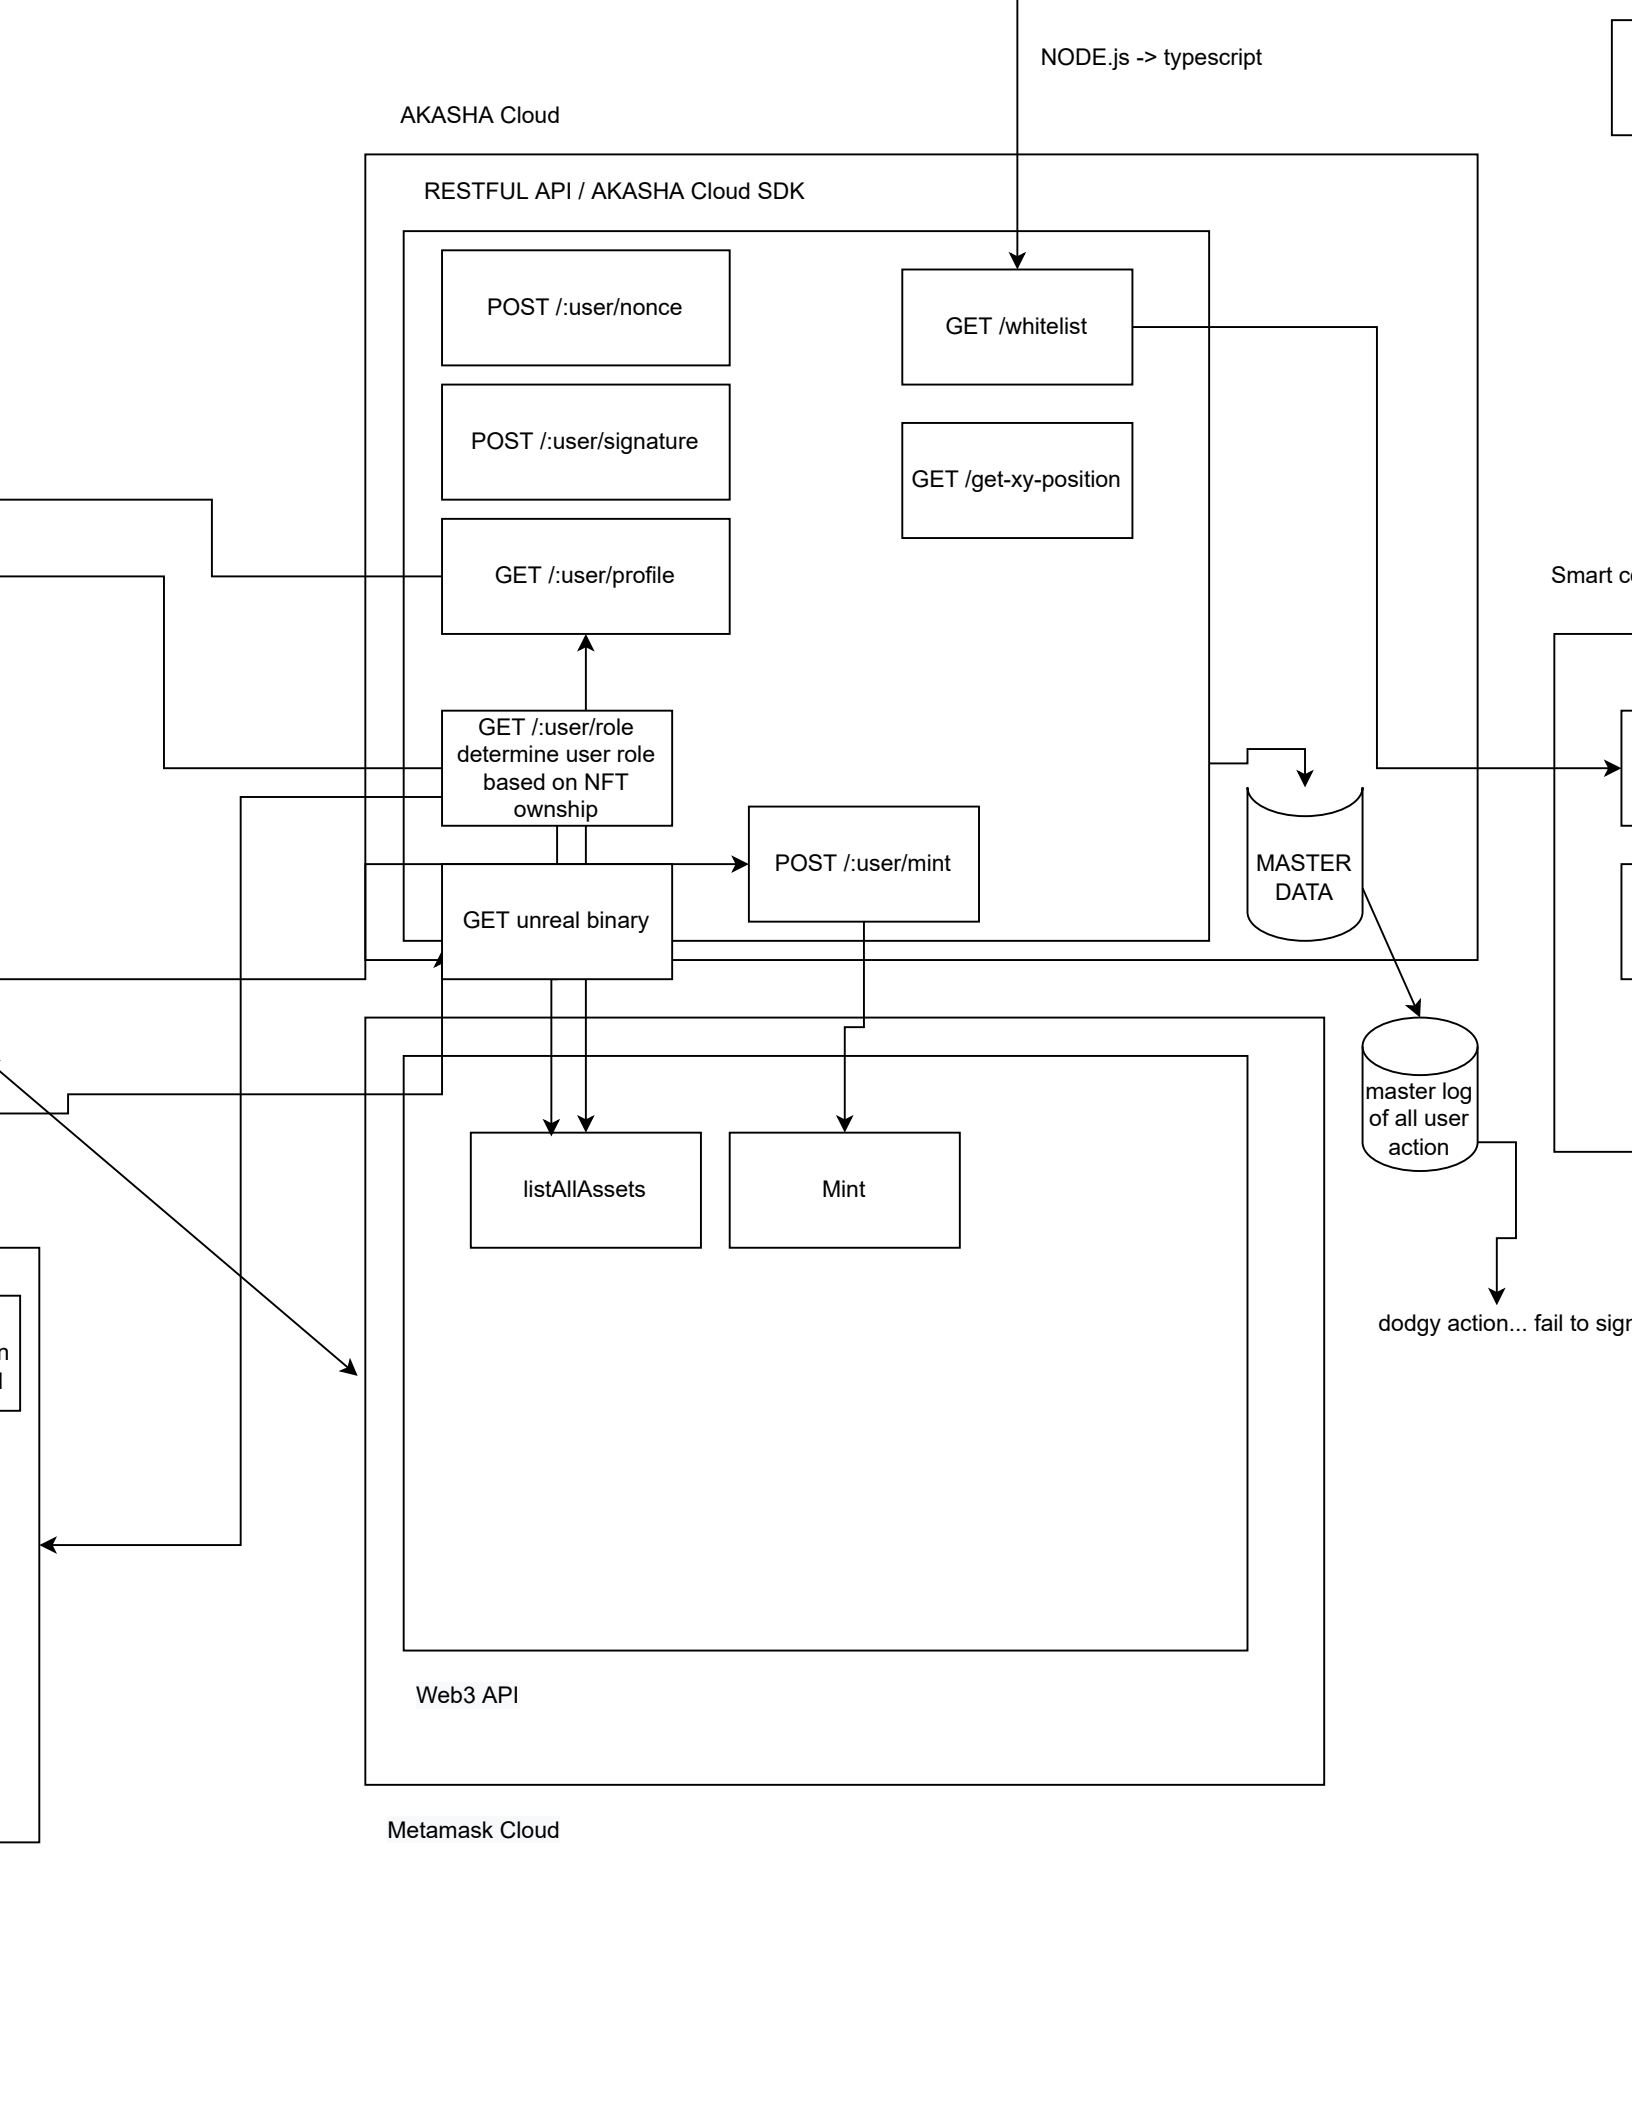 NODE.js -> typescript
AKASHA Cloud
RESTFUL API / AKASHA Cloud SDK
POST /:user/nonce
GET /whitelist
POST /:user/signature
GET /get-xy-position
GET /:user/profile
Smart
GET /:user/role
determine user role
based on NFT
ownship
POST /:user/mint
MASTER
DATA
GET unreal binary
master log
of all user
action
listAllAssets
Mint
dodgy action... fail to sign
Web3 API
Metamask Cloud